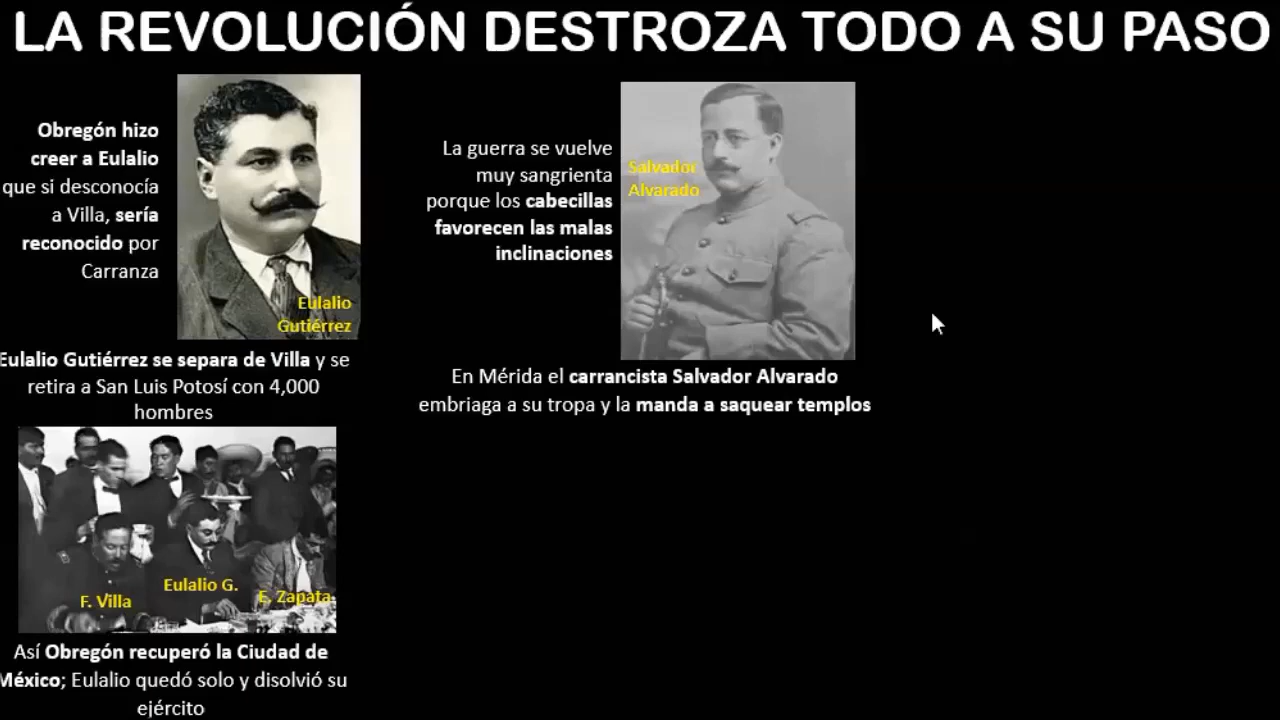 LA REVOLUCIÓN DESTROZA TODO A SU PASO
Obregón hizo
creer a Eulalio
que si desconocía
a Villa, sería
reconocido por
Carranza
Eulalio
Gutiérrez
Eulalio Gutiérrez se separa de Villa y se
retira a San Luis Potosí con 4,000
hombres
F. Villa
Eulalio G.
E. Zapata
Así Obregón recuperó la Ciudad de
México; Eulalio quedó solo y disolvió su
ejército
La guerra se vuelve
muy sangrienta
porque los cabecillas
favorecen las malas
inclinaciones
Salvador
Alvarado
En Mérida el carrancista Salvador Alvarado
embriaga a su tropa y la manda a saquear templos